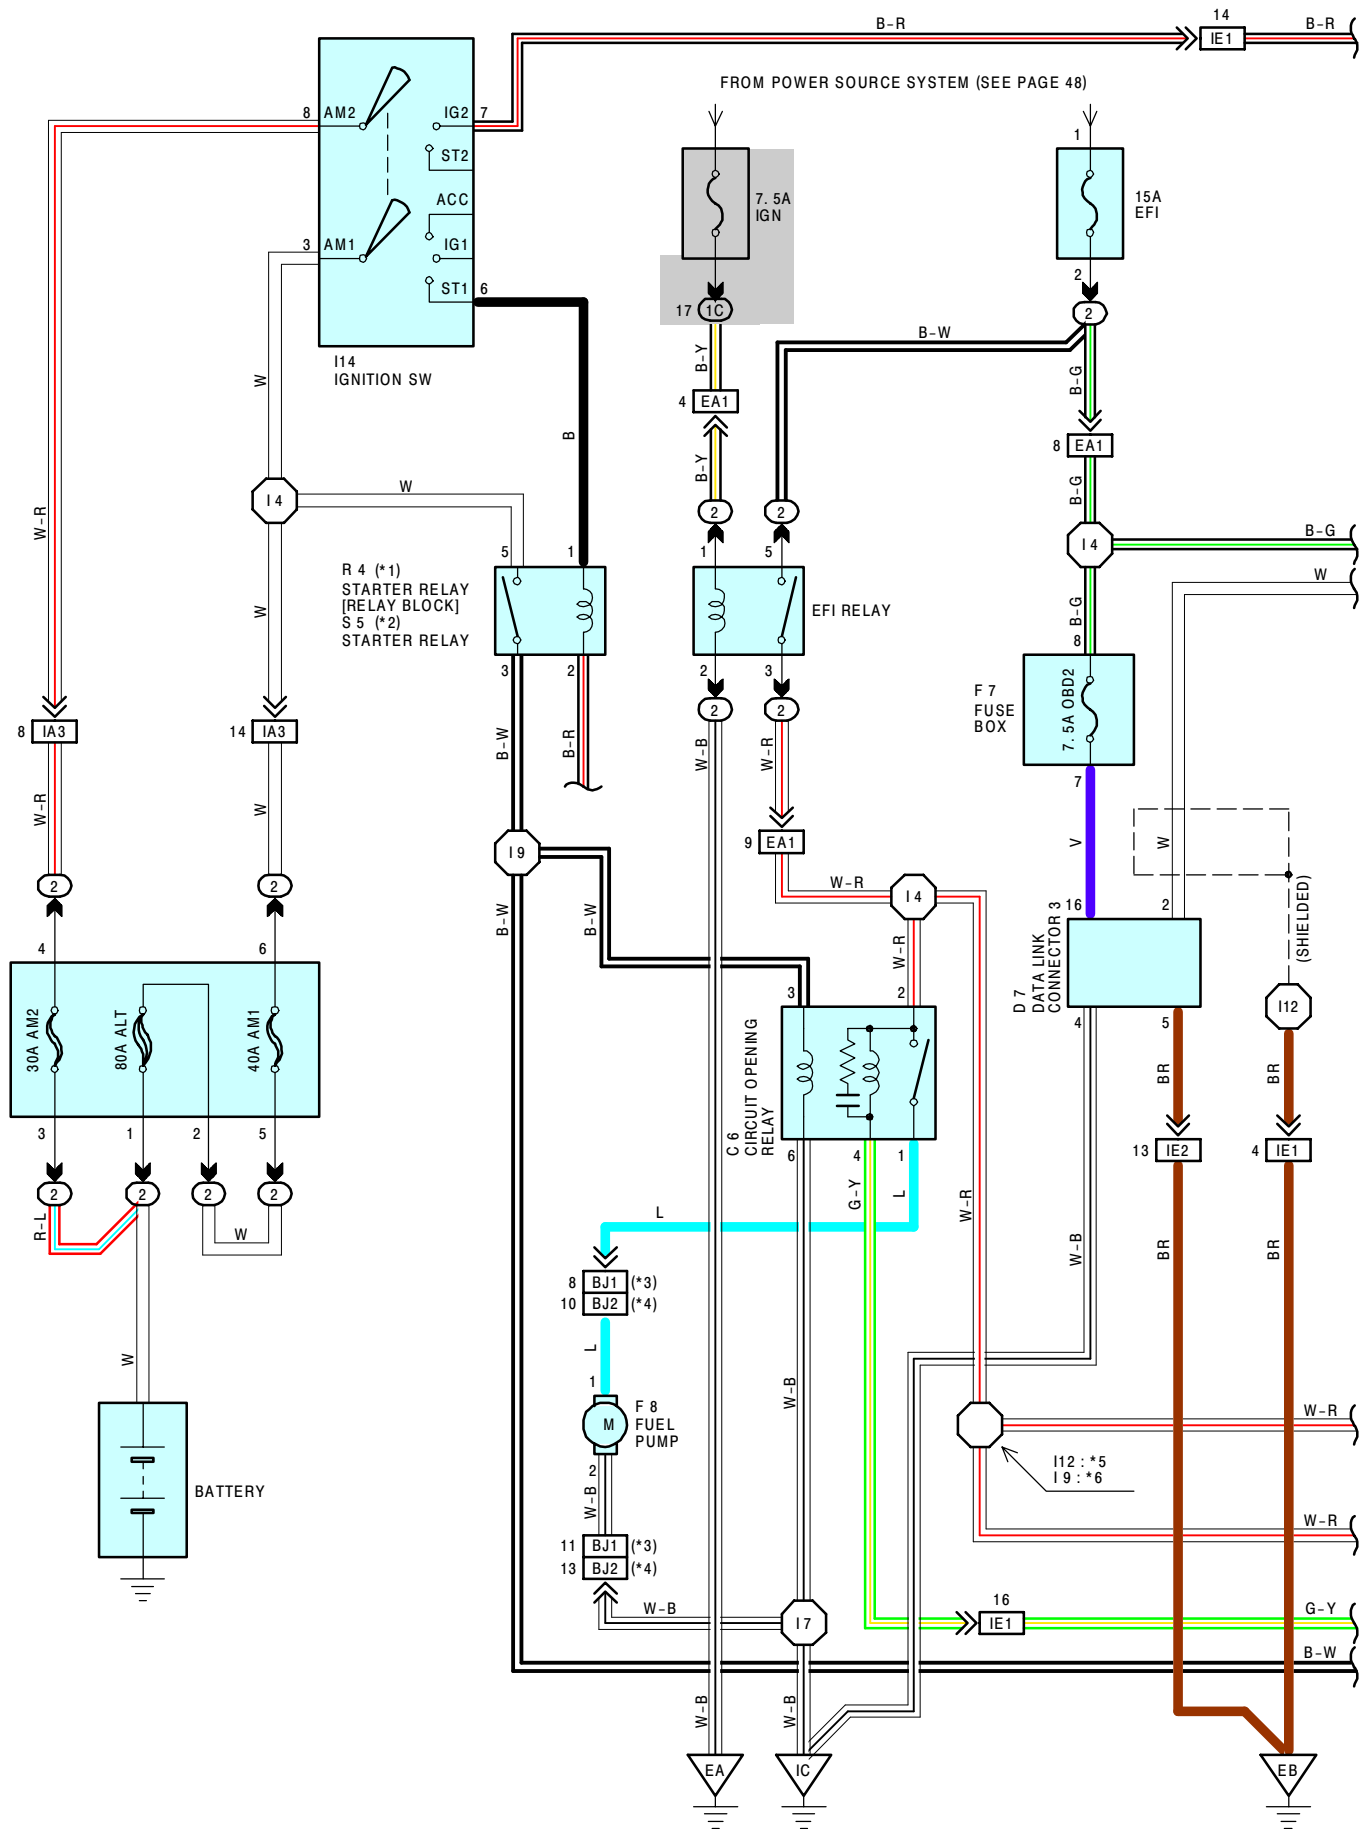 B-R
14
IE1
B-R
FROM POWER SOURCE SYSTEM (SEE PAGE 48)
8
AM2
IG2
7
ST2
ACC
3
AM1
IG1
ST1
6
I14
IGNITION SW
7. 5A
IGN
17
1C
1
15A
EFI
2
2
B-W
B-Y
B-G
4
EA1
8
EA1
W
B
B-Y
B-G
W-R
I4
W
2
2
I4
B-G
5
1
1
5
W
R 4 (*1)
STARTER RELAY
[RELAY BLOCK]
S 5 (*2)
STARTER RELAY
EFI RELAY
W
B-G
8
3
2
2
3
F 7
FUSE
BOX
7. 5A OBD2
8
IA3
14
IA3
2
2
B-W
B-R
W-B
W-R
7
W-R
W
I9
9
EA1
V
W
2
2
W-R
I4
16
2
(SHIELDED)
B-W
B-W
W-R
4
6
3
2
D 7
DATA LINK
CONNECTOR 3
I12
30A AM2
80A ALT
40A AM1
4
5
C 6
CIRCUIT OPENING
RELAY
BR
BR
3
1
2
5
6
4
1
13
IE2
4
IE1
2
2
2
2
R-L
W
L
G-Y
L
W-R
W-B
BR
BR
8
BJ1
(*3)
10
BJ2
(*4)
W
L
1
W-B
M
F 8
FUEL
PUMP
W-R
2
I12 : *5
I 9 : *6
BATTERY
W-B
W-R
11
BJ1
(*3)
13
BJ2
(*4)
W-B
I7
16
IE1
G-Y
B-W
W-B
W-B
EA
IC
EB